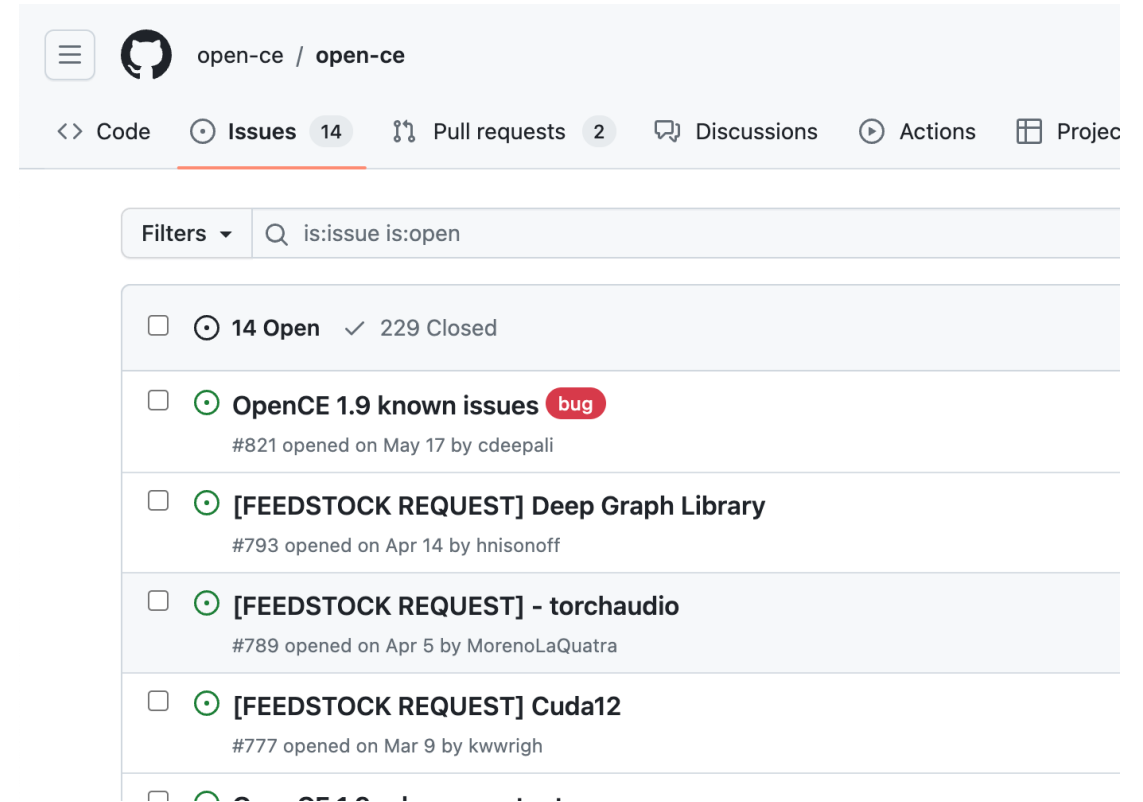 open-ce / open-ce
Code Issues 14 Pull requests 2 Discussions Actions Projec
Filters is:issue is:open
14 Open 229 Closed
OpenCE 1.9 known issues bug
#821 opened on May 17 by cdeepali
[FEEDSTOCK REQUEST] Deep Graph Library
#793 opened on Apr 14 by hnisonoff
[FEEDSTOCK REQUEST] - torchaudio
#789 opened on Apr 5 by MorenoLaQuatra
[FEEDSTOCK REQUEST] Cuda12
#777 opened on Mar 9 by kwwrigh